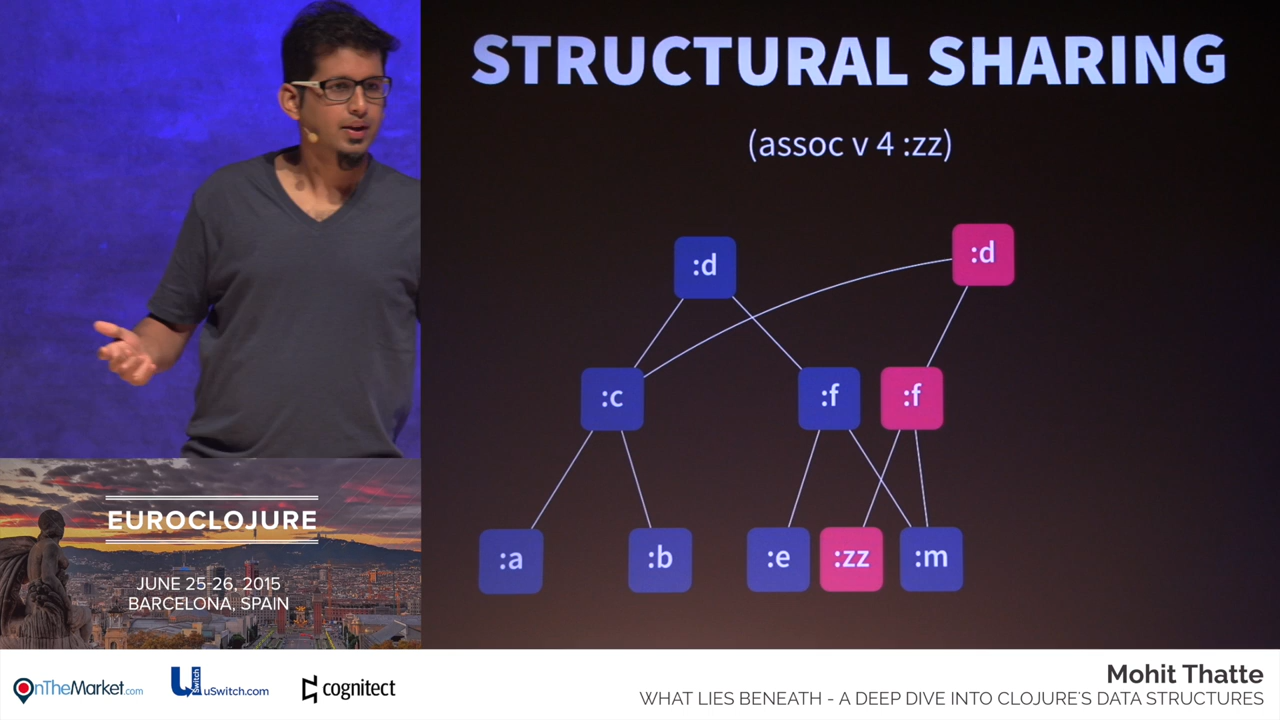 STRUCTURAL SHARING
(assoc v 4 :zz)
:d :d
:c :f :f
:a :b :e :zz :m
EUROCLOJURE
JUNE 25-26, 2015
BARCELONA, SPAIN
OnTheMarket.com
uSwitch
uSwitch.com
cognitect
Mohit Thatte
WHAT LIES BENEATH - A DEEP DIVE INTO CLOJURE'S DATA STRUCTURES